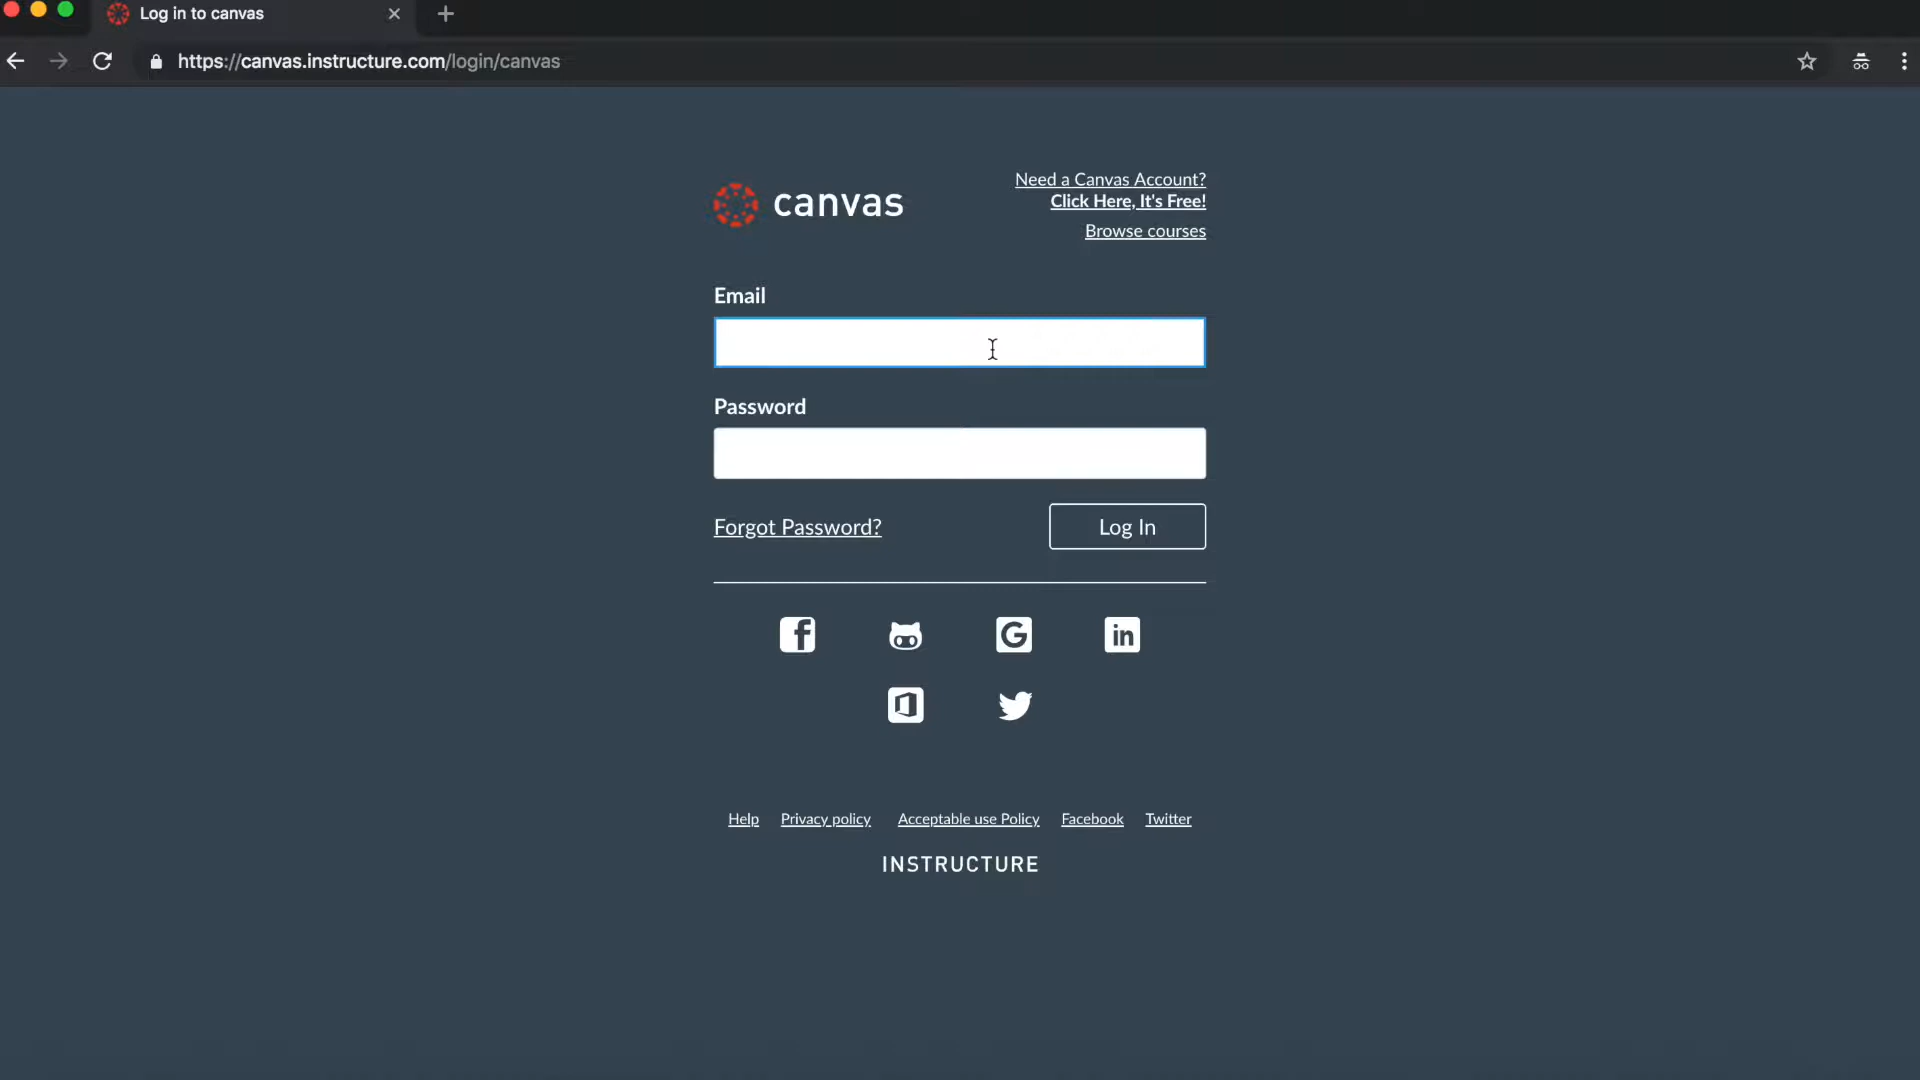 Log in to canvas
https://canvas.instructure.com/login/canvas
canvas
Need a Canvas Account?
Click Here, It's Free!
Browse courses
Email
Password
Forgot Password?
Log In
Help Privacy policy Acceptable use Policy Facebook Twitter
INSTRUCTURE